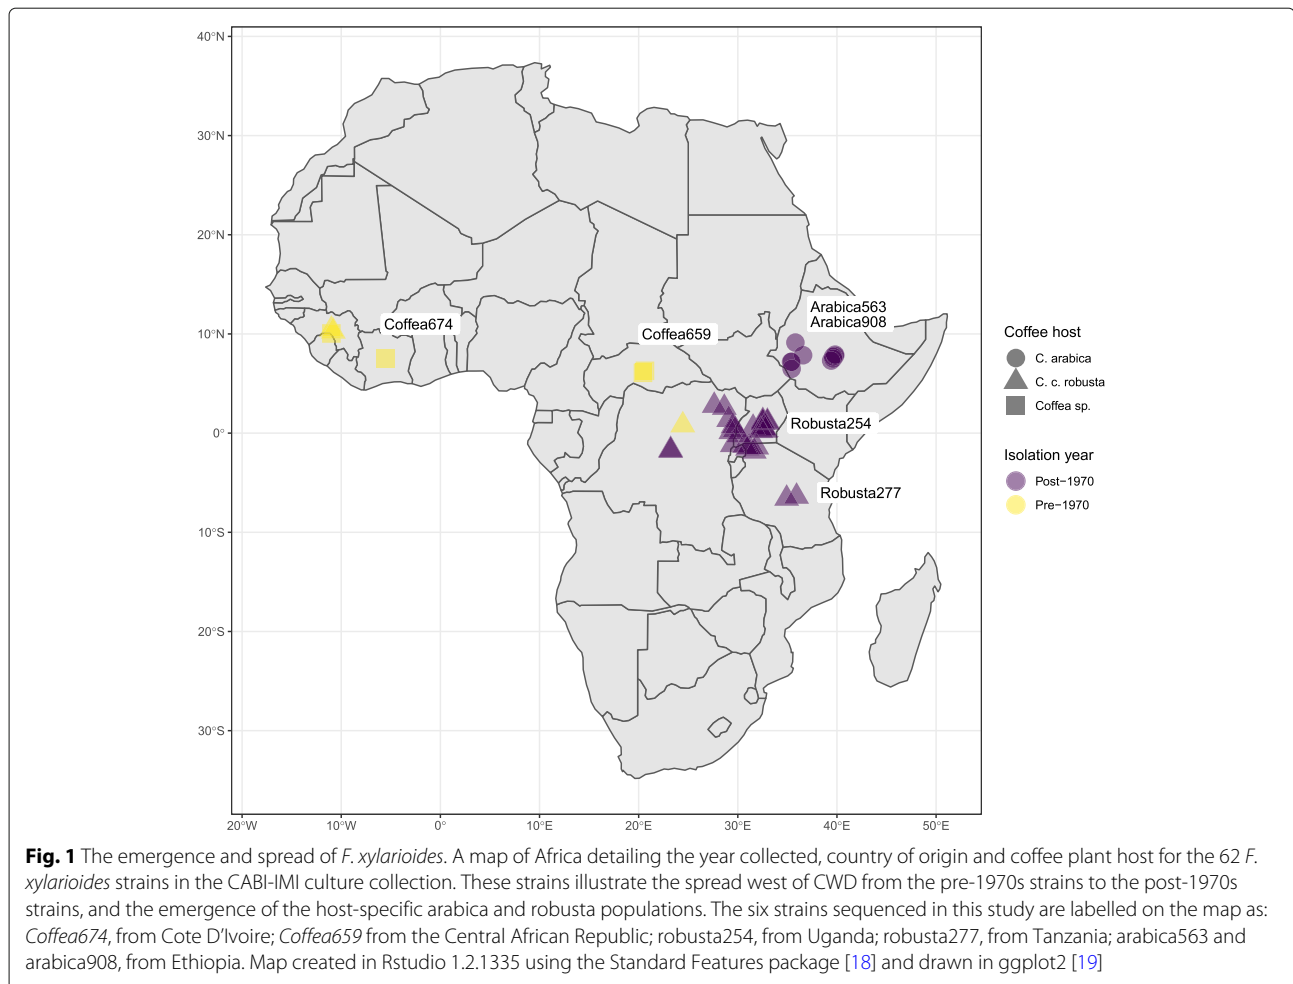 40°N
30°N
20°N
10°N
0°
10°S
20°S
30°S
20°W
10°W
0°
10°E
20°E
30°E
40°E
50°E
Coffea674
Coffea659
Arabica563
Arabica908
Robusta254
Robusta277
Coffee host
C. arabica
C. c. robusta
Coffea sp.
Isolation year
Post−1970
Pre−1970
Fig. 1 The emergence and spread of F. xylarioides. A map of Africa detailing the year collected, country of origin and coffee plant host for the 62 F.
xylarioides strains in the CABI-IMI culture collection. These strains illustrate the spread west of CWD from the pre-1970s strains to the post-1970s
strains, and the emergence of the host-specific arabica and robusta populations. The six strains sequenced in this study are labelled on the map as:
Coffea674, from Cote D'Ivoire; Coffea659 from the Central African Republic; robusta254, from Uganda; robusta277, from Tanzania; arabica563 and
arabica908, from Ethiopia. Map created in Rstudio 1.2.1335 using the Standard Features package [18] and drawn in ggplot2 [19]